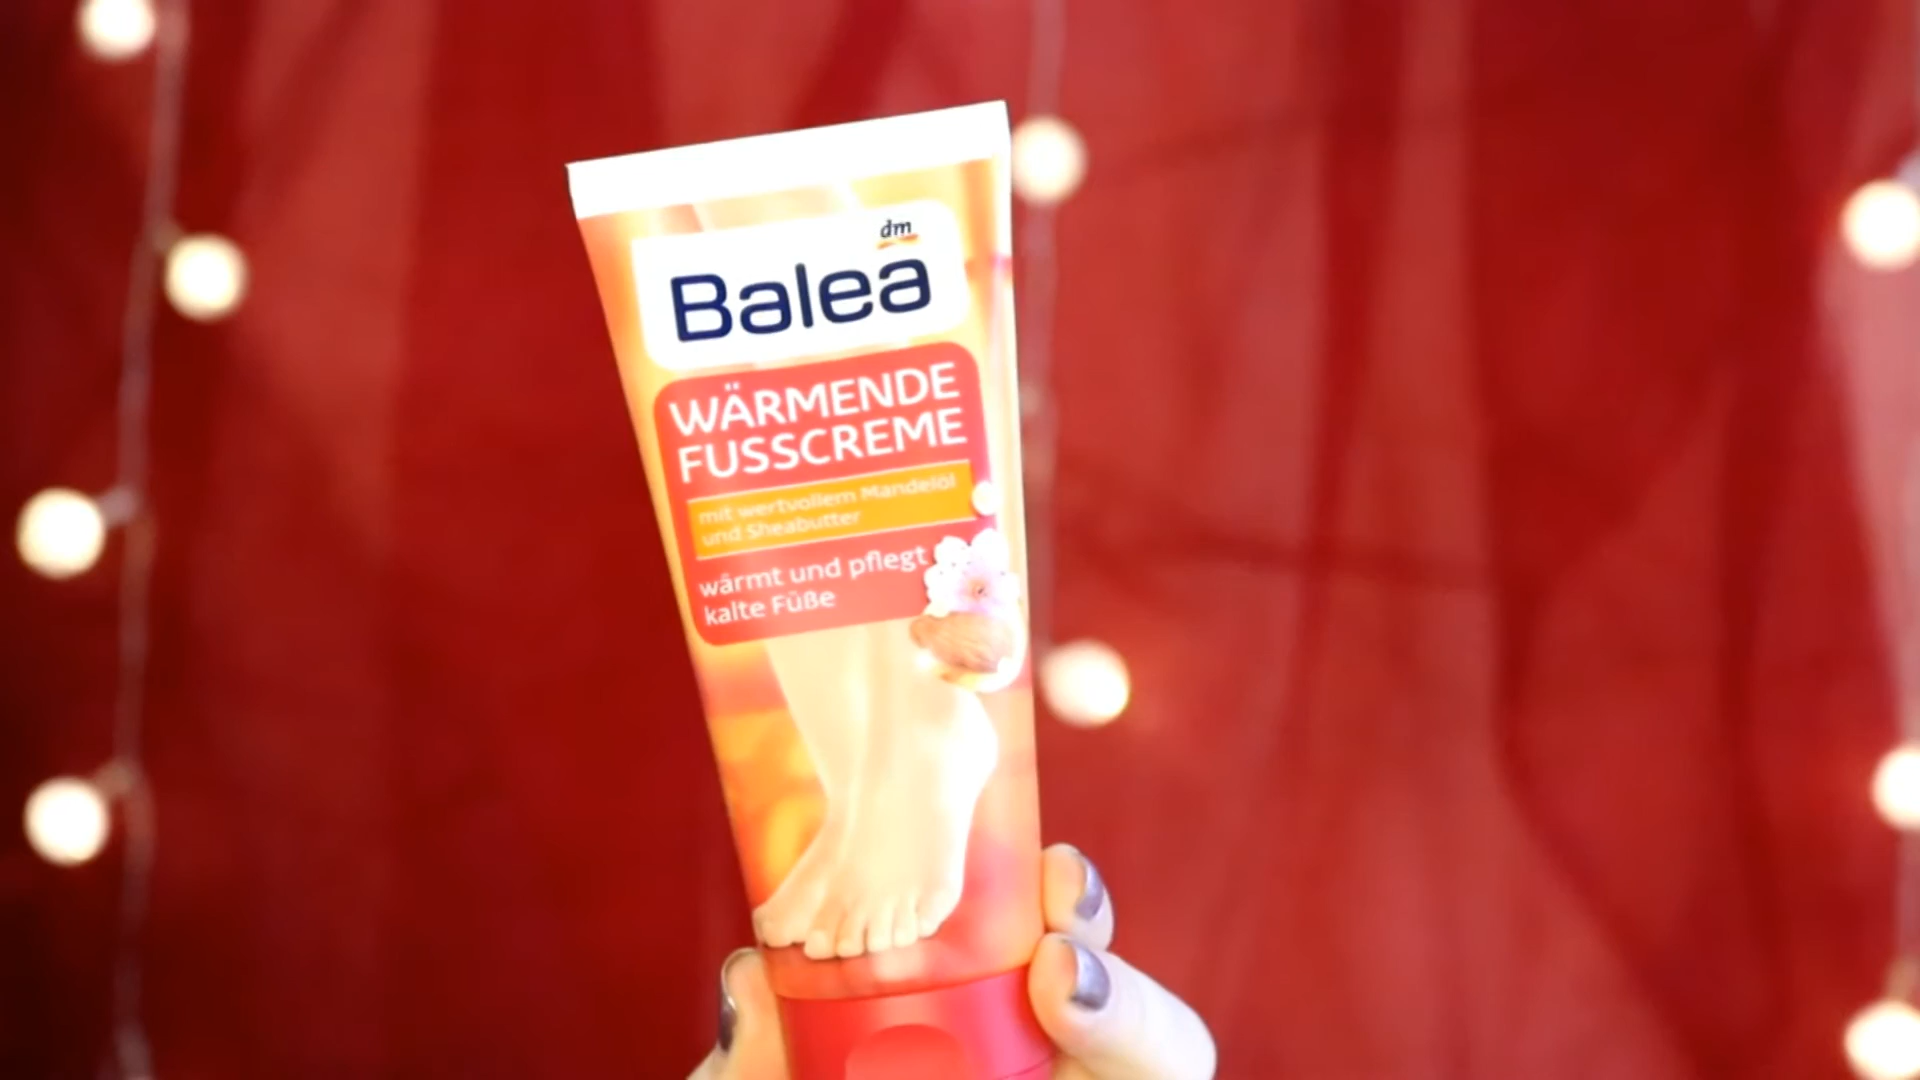 dm
Balea
WÄRMENDE
FUSSCREME
mit wertvollem Mandelöl
und Sheabutter
wärmt und pflegt
kalte Füße